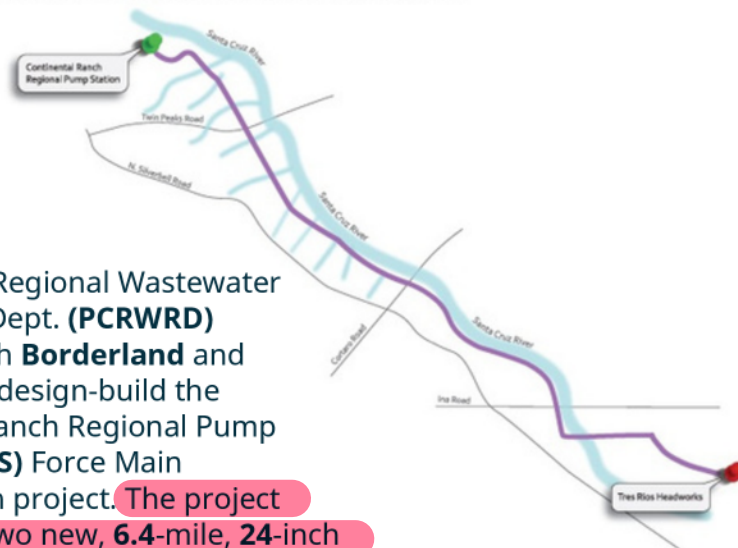 Santa Cruz River
Continental Ranch
Regional Pump Station
Twin Peaks Road
N. Silverbell Road
Santa Cruz River
Regional Wastewater
Dept. (PCRWRD)
h Borderland and
design-build the
anch Regional Pump
S) Force Main
n project. The project
wo new, 6.4-mile, 24-inch
Cortaro Road
Santa Cruz River
Ina Road
Tres Rios Headworks